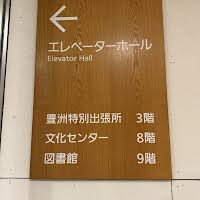 ←
エレベーターホール
Elevator Hall
豊洲特別出張所 3階
文化センター 8階
図書館 9階